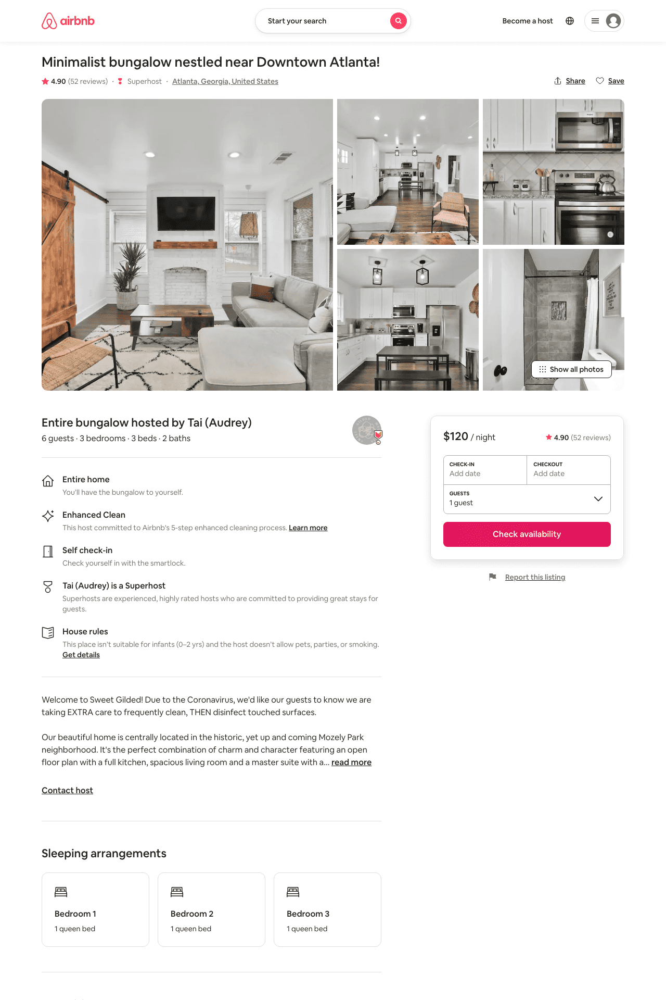 airbnb
Start your search
Become a host
Minimalist bungalow nestled near Downtown Atlanta!
4.90 (52 reviews) · Superhost · Atlanta, Georgia, United States
Share
Save
Show all photos
Entire bungalow hosted by Tai (Audrey)
6 guests · 3 bedrooms · 3 beds · 2 baths
Entire home
You’ll have the bungalow to yourself.
Enhanced Clean
This host committed to Airbnb's 5-step enhanced cleaning process. Learn more
Self check-in
Check yourself in with the smartlock.
Tai (Audrey) is a Superhost
Superhosts are experienced, highly rated hosts who are committed to providing great stays for
guests.
House rules
This place isn’t suitable for infants (0–2 yrs) and the host doesn’t allow pets, parties, or smoking.
Get details
$120 / night
4.90 (52 reviews)
CHECK-IN
Add date
CHECKOUT
Add date
GUESTS
1 guest
Check availability
Report this listing
Welcome to Sweet Gilded! Due to the Coronavirus, we'd like our guests to know we are
taking EXTRA care to frequently clean, THEN disinfect touched surfaces.
Our beautiful home is centrally located in the historic, yet up and coming Mozely Park
neighborhood. It's the perfect combination of charm and character featuring an open
floor plan with a full kitchen, spacious living room and a master suite with a... read more
Contact host
Sleeping arrangements
Bedroom 1
1 queen bed
Bedroom 2
1 queen bed
Bedroom 3
1 queen bed